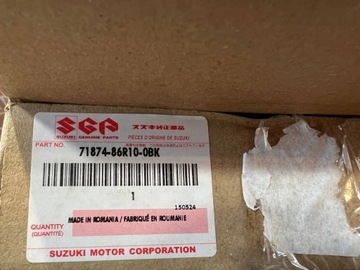 SGP スズキ純正部品
SUZUKI GENUINE PARTS PIÈCES D'ORIGINE DE SUZUKI
PART NO. 71874-86R10-0BK
1
150524
QUANTITY
(QUANTITÉ)
MADE IN ROMANIA / FABRIQUÉ EN ROUMANIE
SUZUKI MOTOR CORPORATION